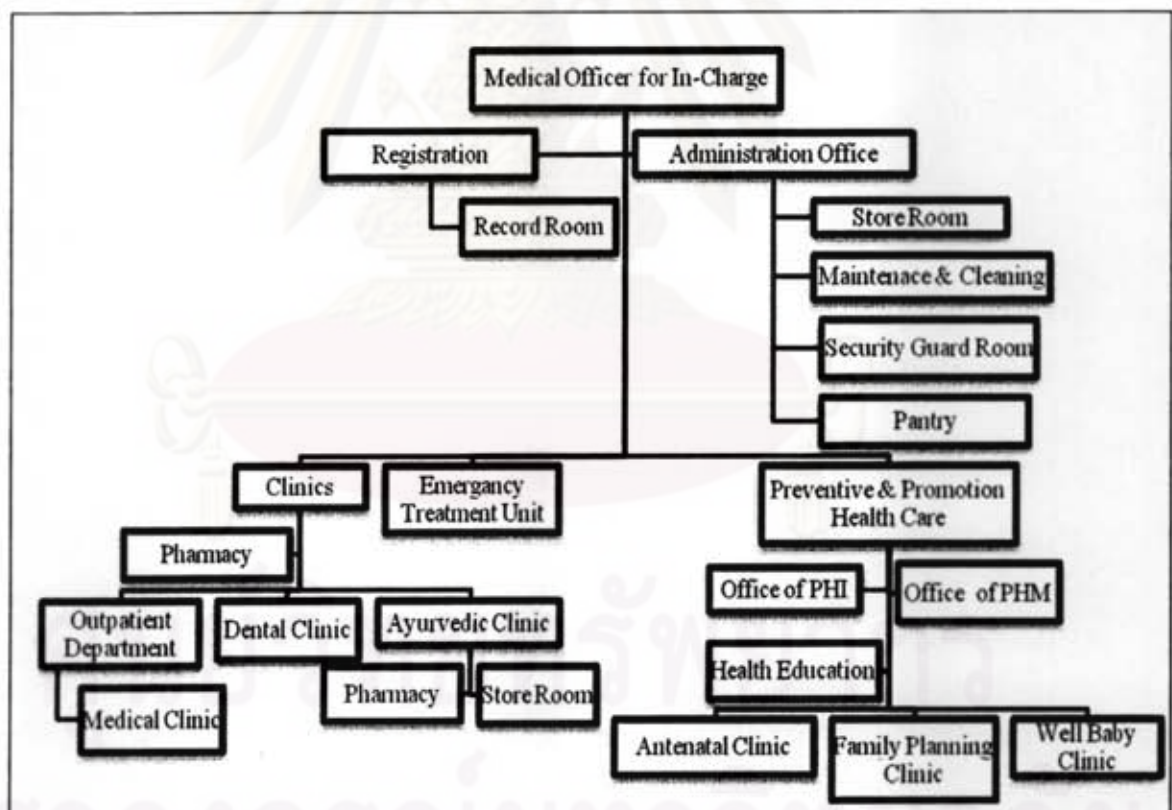 Medical Officer for In-Charge
Registration
Administration Office
Record Room
Store Room
Maintenace & Cleaning
Security Guard Room
Pantry
Clinics
Emergancy
Treatment Unit
Preventive & Promotion
Health Care
Pharmacy
Office of PHI
Office of PHM
Outpatient
Department
Dental Clinic
Ayurvedic Clinic
Health Education
Pharmacy
Store Room
Medical Clinic
Antenatal Clinic
Family Planning
Clinic
Well Baby
Clinic